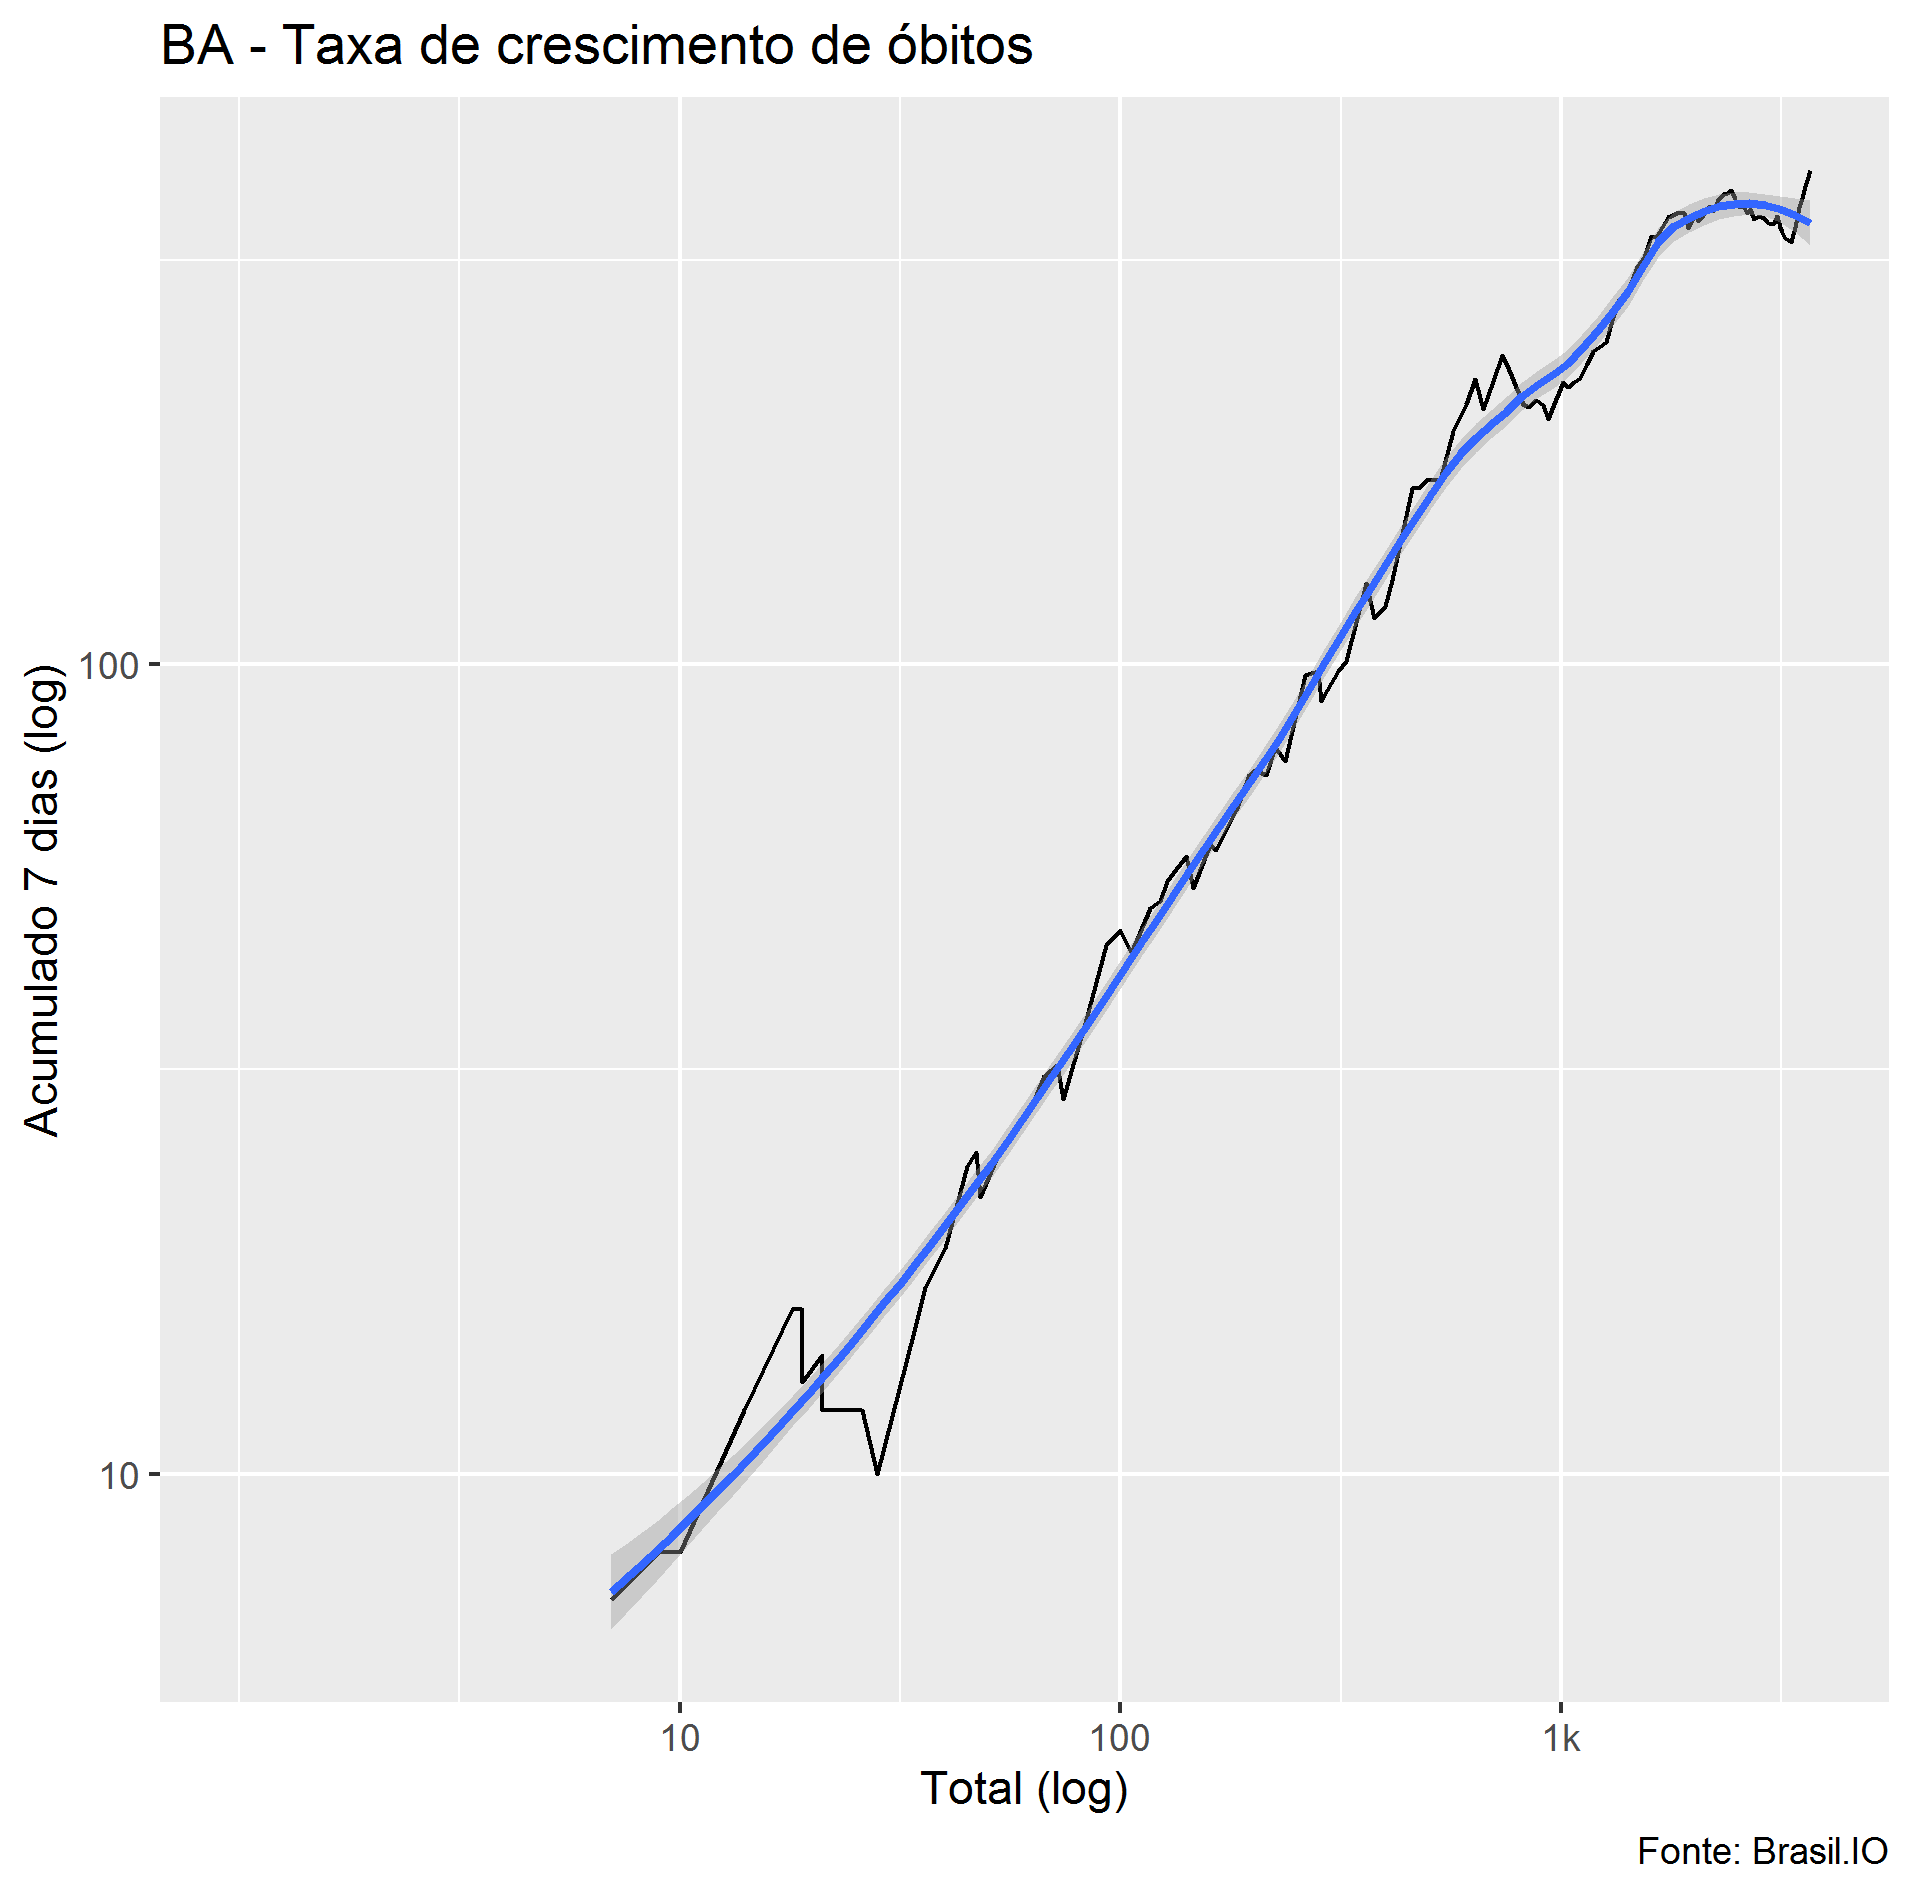 BA - Taxa de crescimento de óbitos
Acumulado 7 dias (log)
100
10
10
100
1k
Total (log)
Fonte: Brasil.IO